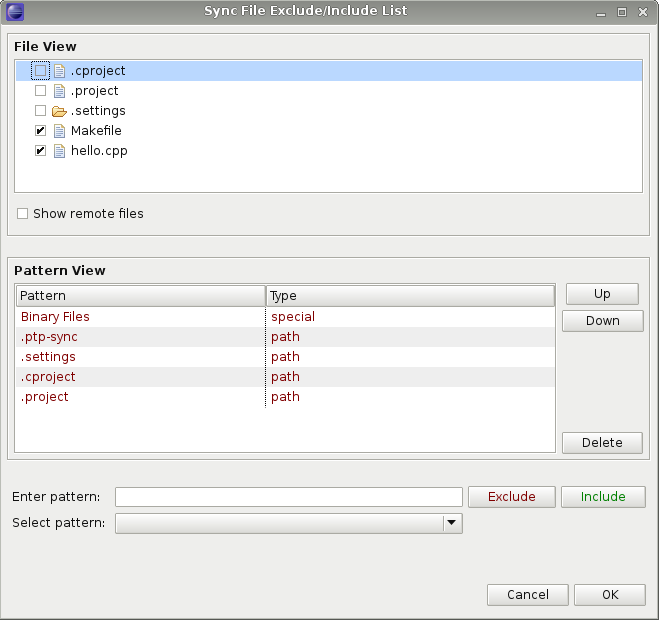 Sync File Exclude/Include List
File View
.cproject
.project
.settings
Makefile
hello.cpp
Show remote files
Pattern View
Pattern Type
Binary Files special
.ptp-sync path
.settings path
.cproject path
.project path
Up
Down
Delete
Enter pattern: Exclude Include
Select pattern:
Cancel OK